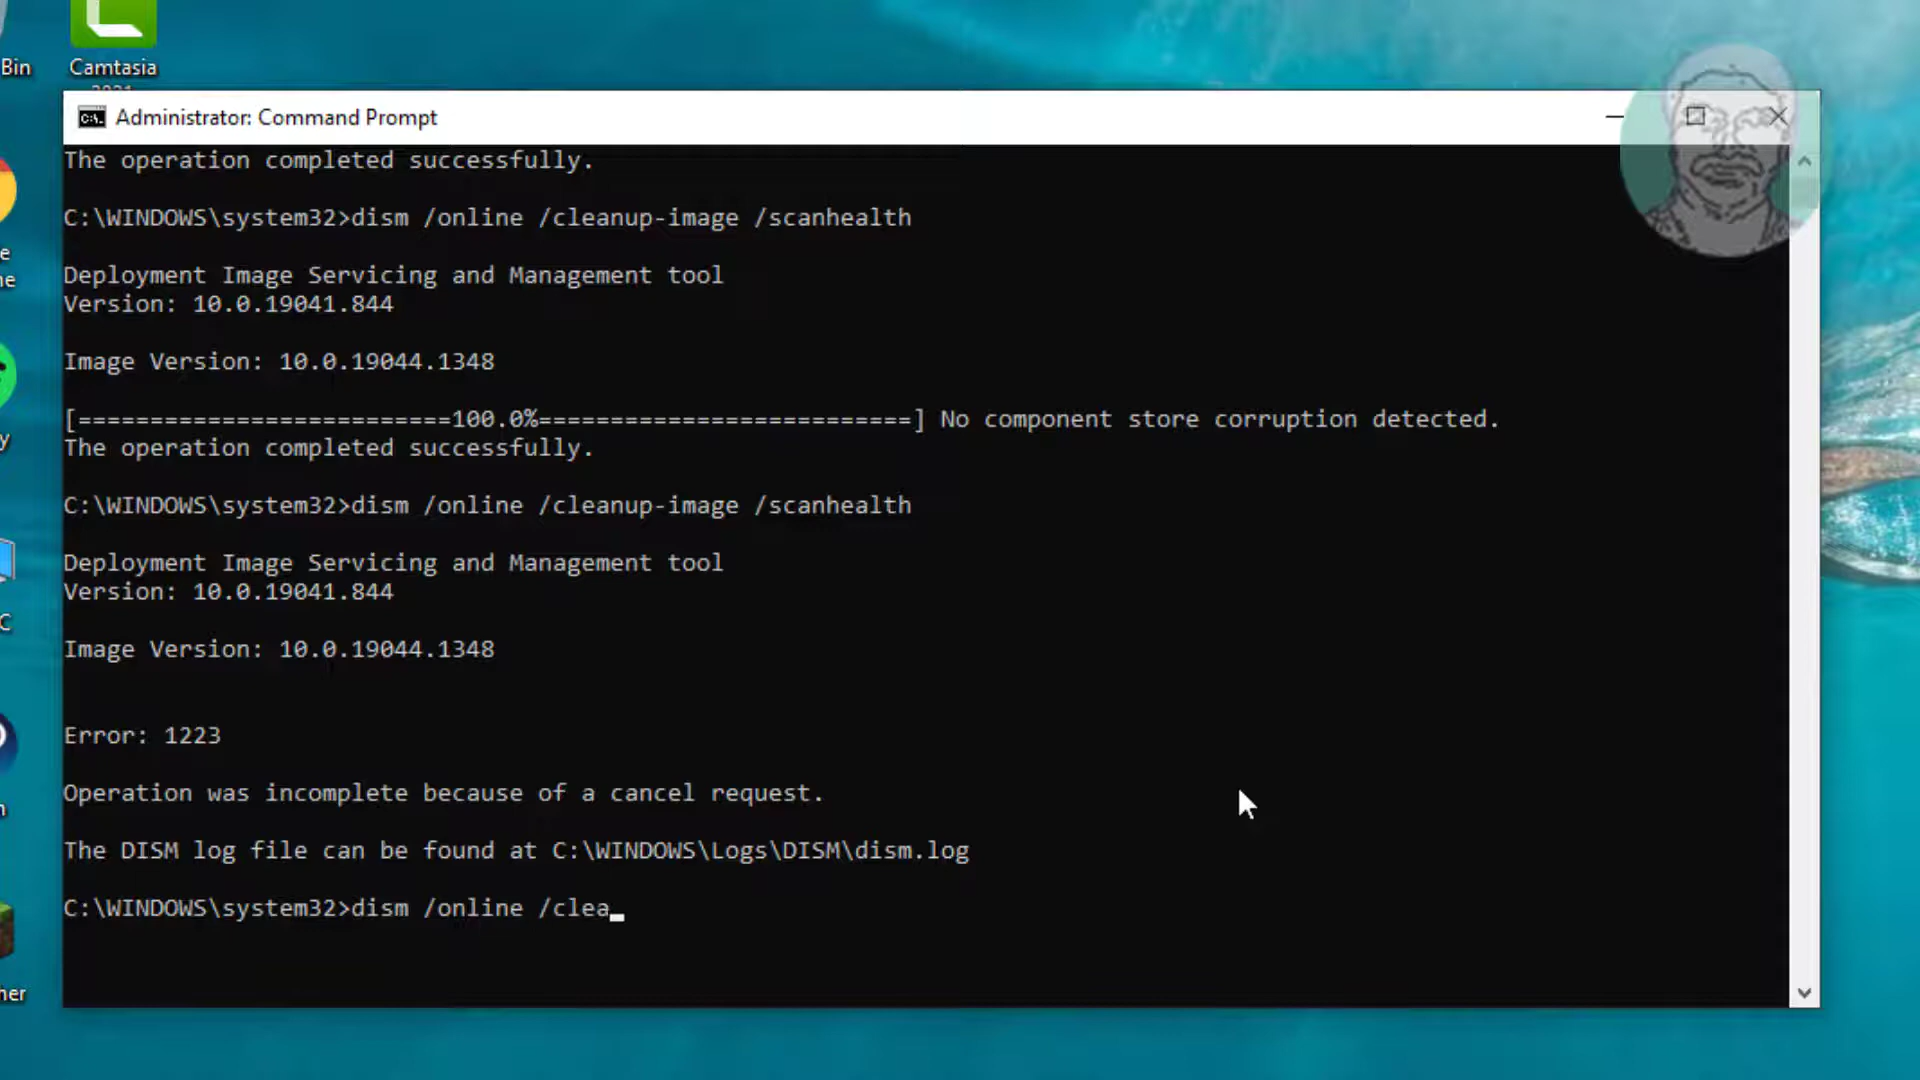 Bin
Camtasia
Administrator: Command Prompt
The operation completed successfully.
C:\WINDOWS\system32>dism /online /cleanup-image /scanhealth
Deployment Image Servicing and Management tool
Version: 10.0.19041.844
Image Version: 10.0.19044.1348
[==========================100.0%==========================] No component store corruption detected.
The operation completed successfully.
C:\WINDOWS\system32>dism /online /cleanup-image /scanhealth
Deployment Image Servicing and Management tool
Version: 10.0.19041.844
Image Version: 10.0.19044.1348
Error: 1223
Operation was incomplete because of a cancel request.
The DISM log file can be found at C:\WINDOWS\Logs\DISM\dism.log
C:\WINDOWS\system32>dism /online /clea_